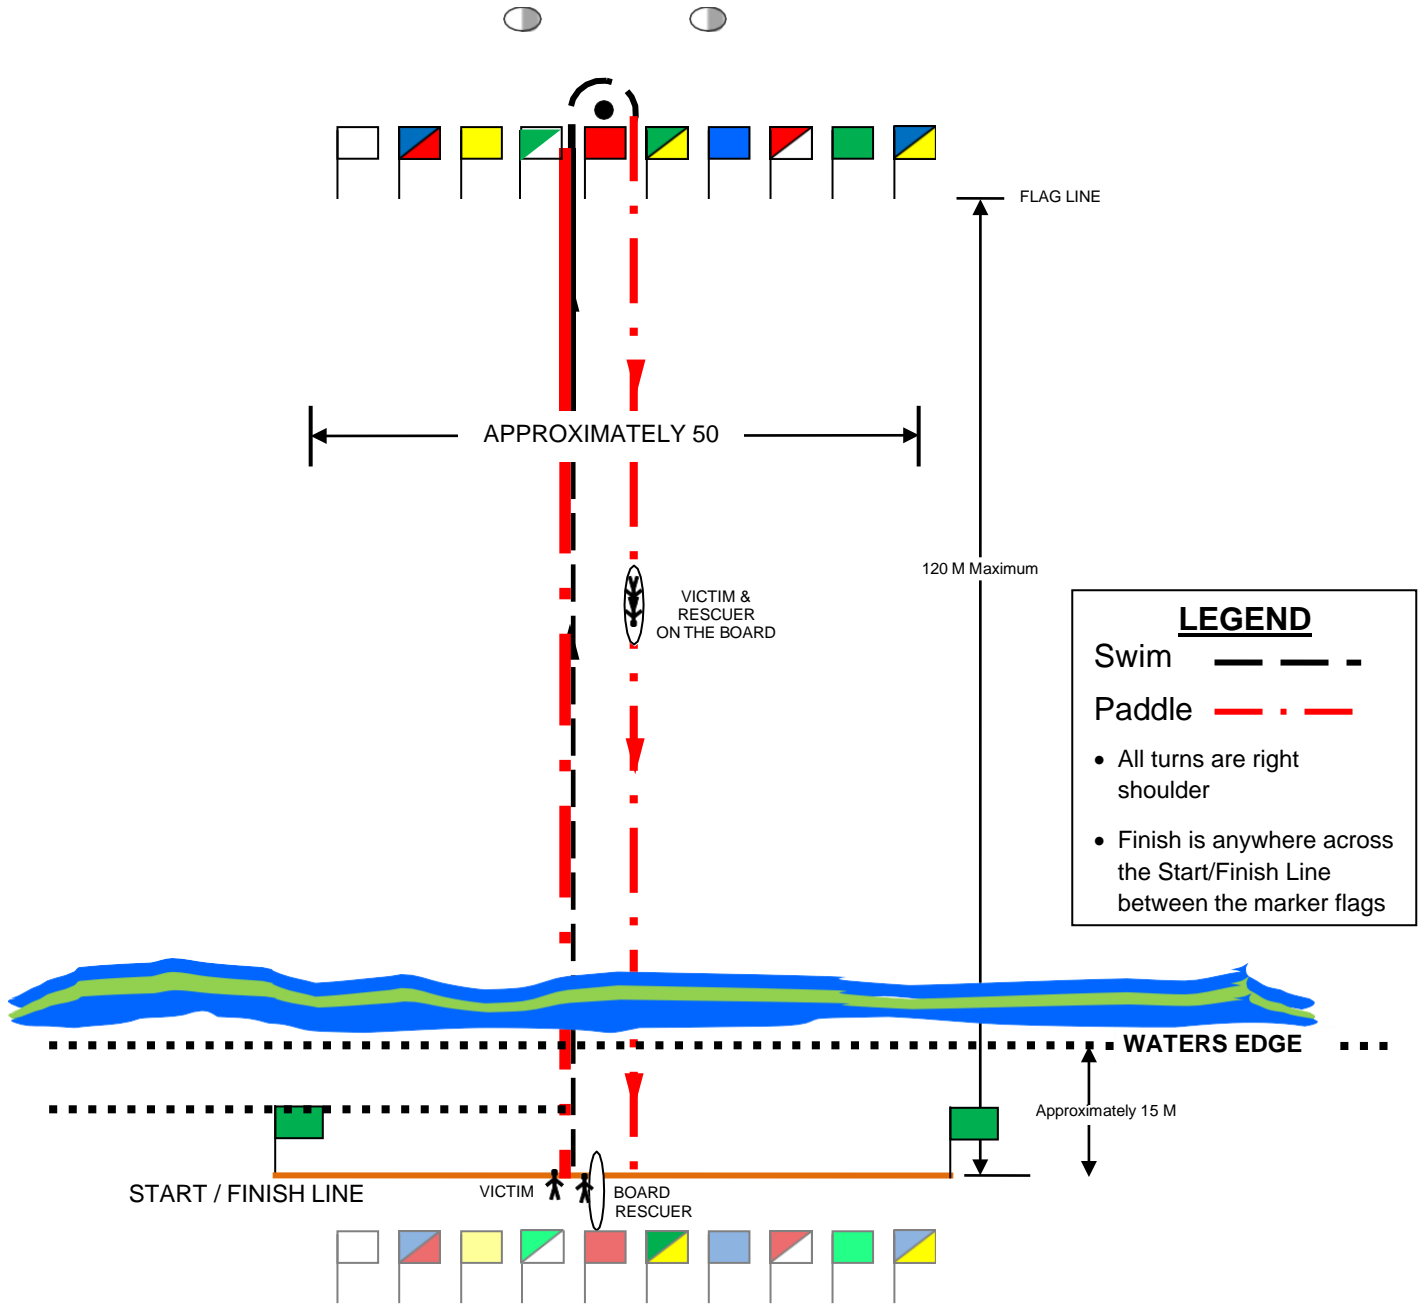 FLAG LINE
APPROXIMATELY 50
120 M Maximum
VICTIM &
RESCUER
ON THE BOARD
LEGEND
Swim
Paddle
• All turns are right
shoulder
• Finish is anywhere across
the Start/Finish Line
between the marker flags
WATERS EDGE
Approximately 15 M
START / FINISH LINE
VICTIM
BOARD
RESCUER